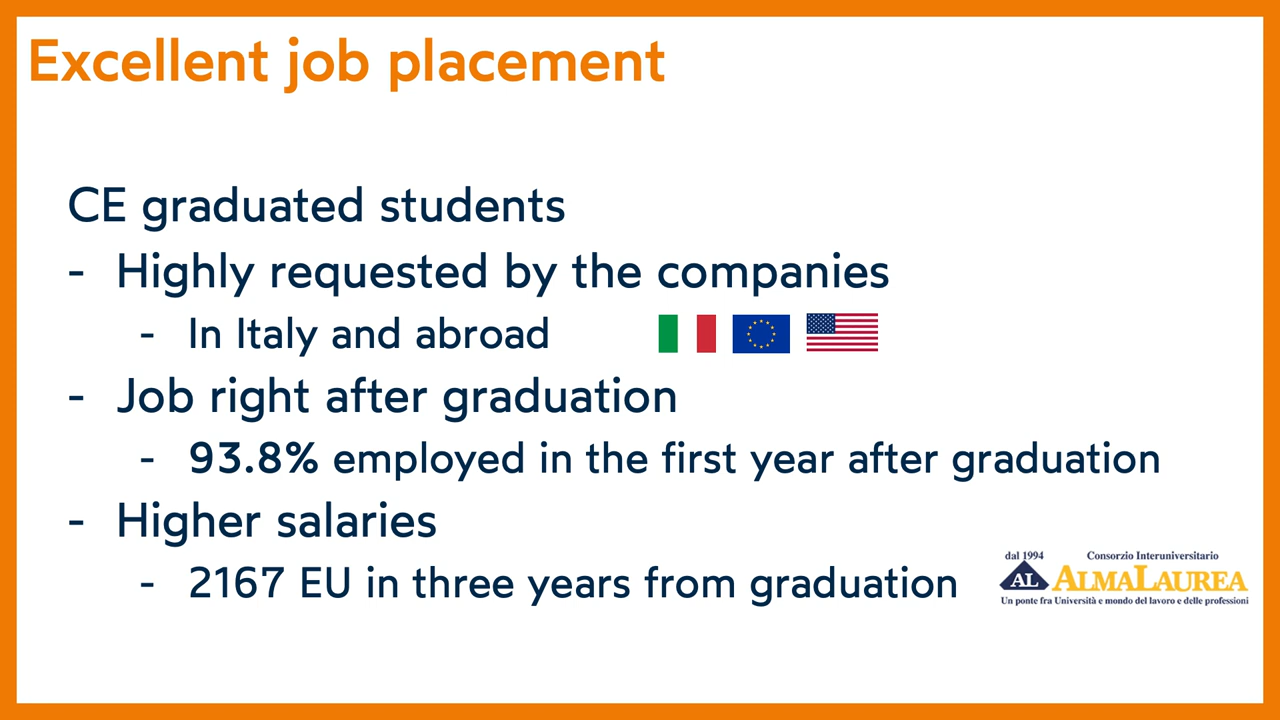 Excellent job placement
CE graduated students
- Highly requested by the companies
- In Italy and abroad
- Job right after graduation
- 93.8% employed in the first year after graduation
- Higher salaries
- 2167 EU in three years from graduation
dal 1994 Consorzio Interuniversitario
AL ALMALAUREA
Un ponte fra Università e mondo del lavoro e delle professioni